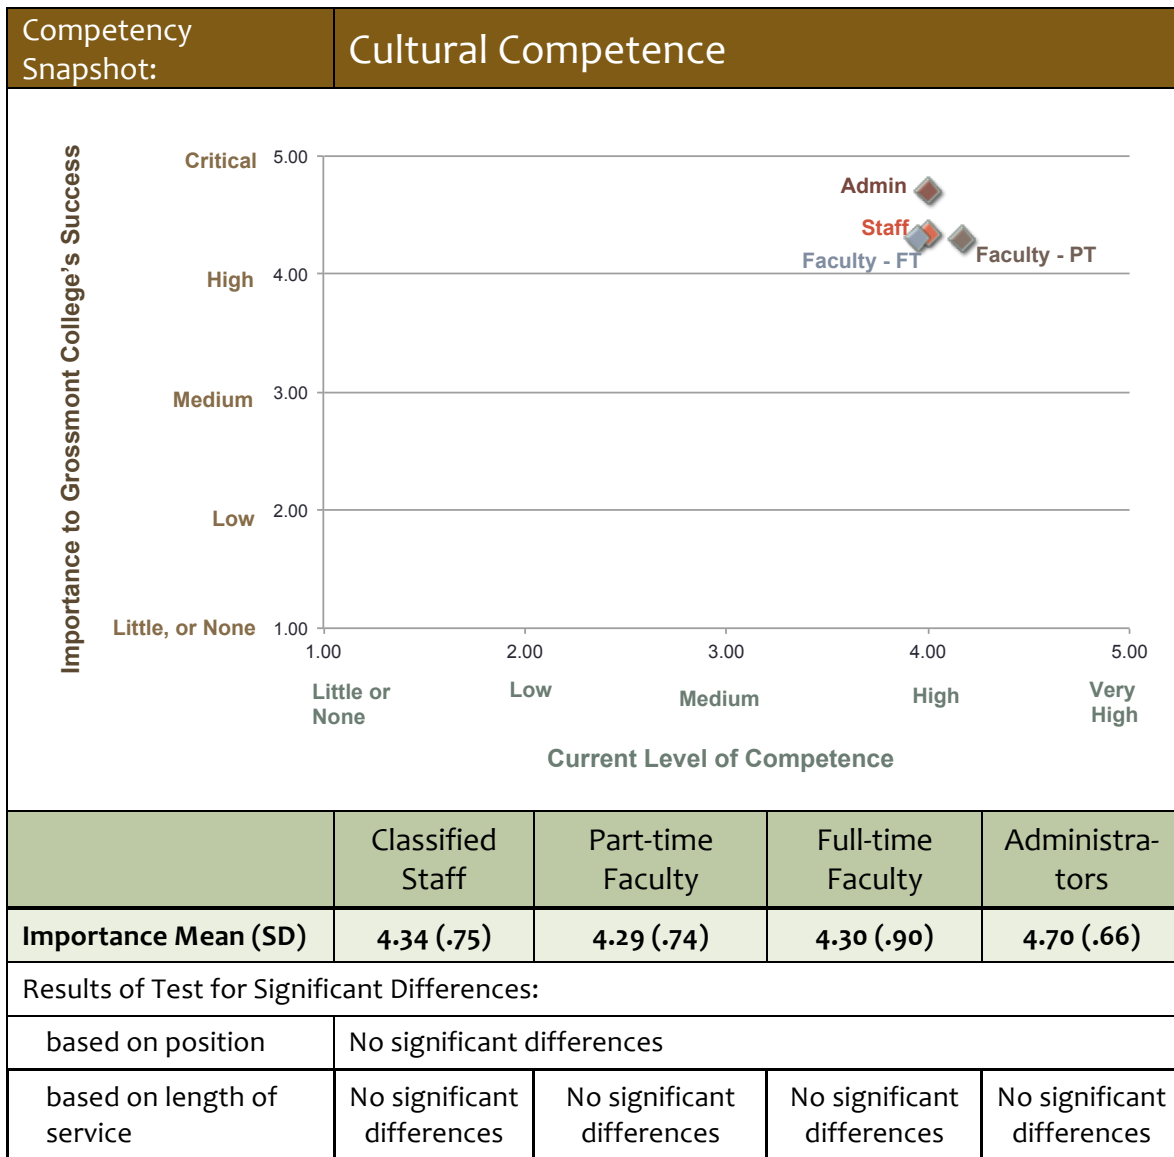 Competency
Snapshot:
Cultural Competence
Importance to Grossmont College's Success
Critical 5.00
High 4.00
Medium 3.00
Low 2.00
Little, or None 1.00
Admin
Staff
Faculty - FT
Faculty - PT
1.00 2.00 3.00 4.00 5.00
Little or
None
Low
Medium
High
Very
High
Current Level of Competence
Classified
Staff
Part-time
Faculty
Full-time
Faculty
Administra-
tors
Importance Mean (SD) 4.34 (.75) 4.29 (.74) 4.30 (.90) 4.70 (.66)
Results of Test for Significant Differences:
based on position No significant differences
based on length of
service
No significant
differences
No significant
differences
No significant
differences
No significant
differences